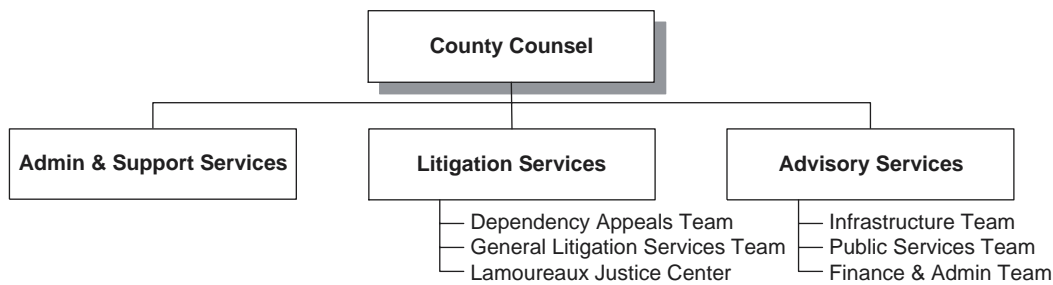 County Counsel
Admin & Support Services
Litigation Services
Advisory Services
Dependency Appeals Team
General Litigation Services Team
Lamoureaux Justice Center
Infrastructure Team
Public Services Team
Finance & Admin Team